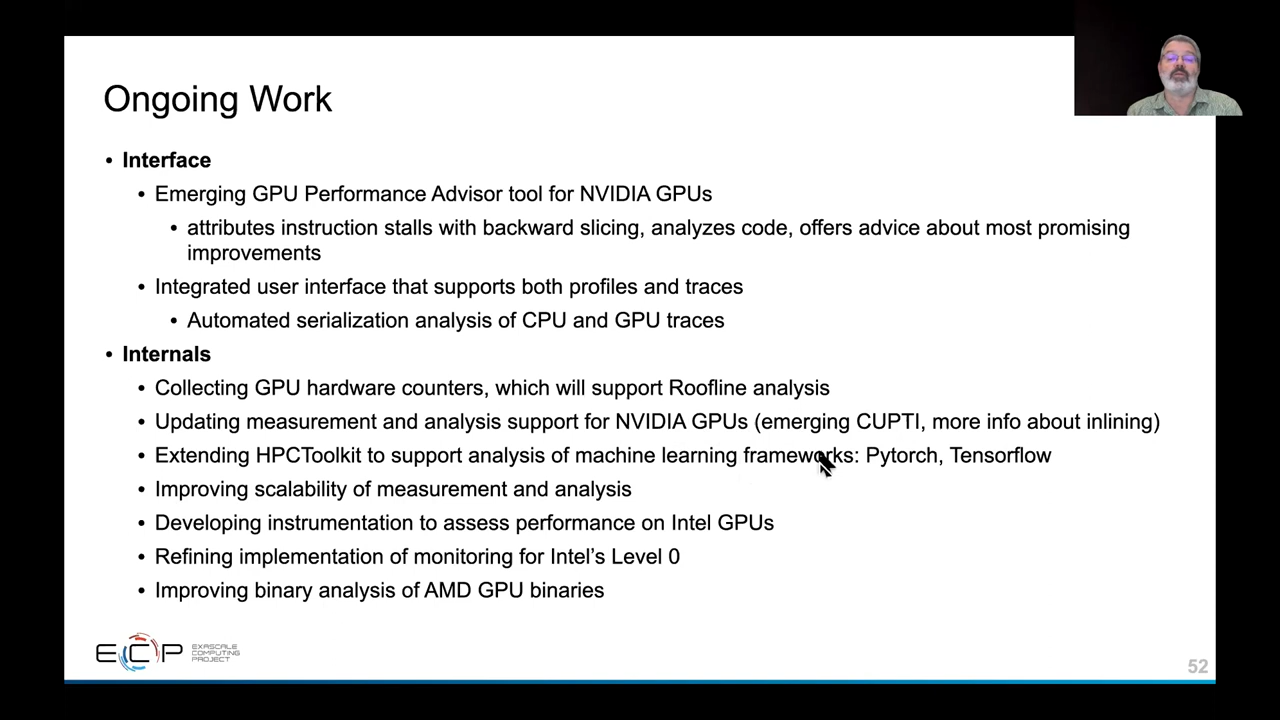 Ongoing Work
• Interface
• Emerging GPU Performance Advisor tool for NVIDIA GPUs
• attributes instruction stalls with backward slicing, analyzes code, offers advice about most promising
improvements
• Integrated user interface that supports both profiles and traces
• Automated serialization analysis of CPU and GPU traces
• Internals
• Collecting GPU hardware counters, which will support Roofline analysis
• Updating measurement and analysis support for NVIDIA GPUs (emerging CUPTI, more info about inlining)
• Extending HPCToolkit to support analysis of machine learning frameworks: Pytorch, Tensorflow
• Improving scalability of measurement and analysis
• Developing instrumentation to assess performance on Intel GPUs
• Refining implementation of monitoring for Intel's Level 0
• Improving binary analysis of AMD GPU binaries
ECP
EXASCALE
COMPUTING
PROJECT
52